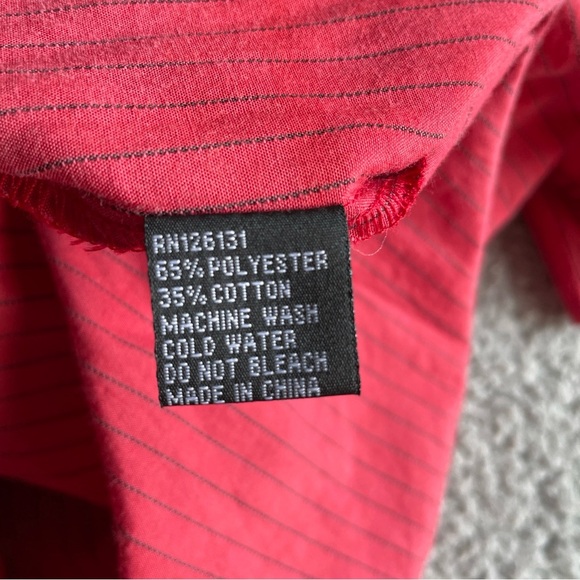 RN126131
65% POLYESTER
35% COTTON
MACHINE WASH
COLD WATER
DO NOT BLEACH
MADE IN CHINA